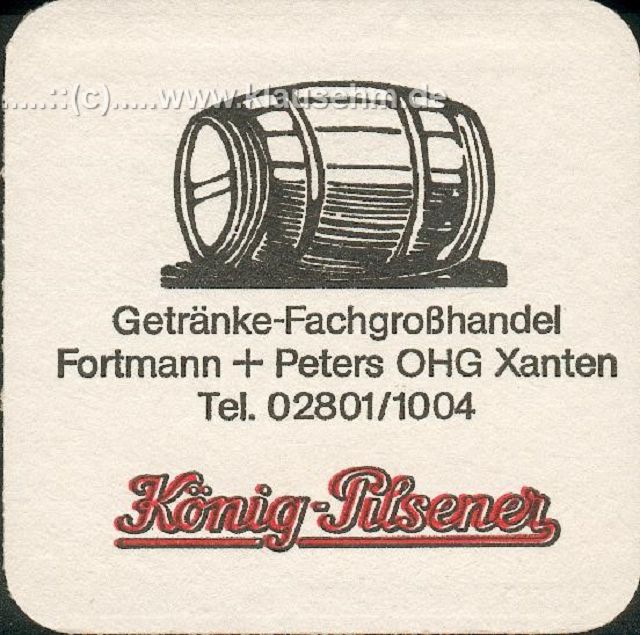 :.....::(c).....www.klausehm.de
Getränke-Fachgroßhandel
Fortmann + Peters OHG Xanten
Tel. 02801/1004
König-Pilsener